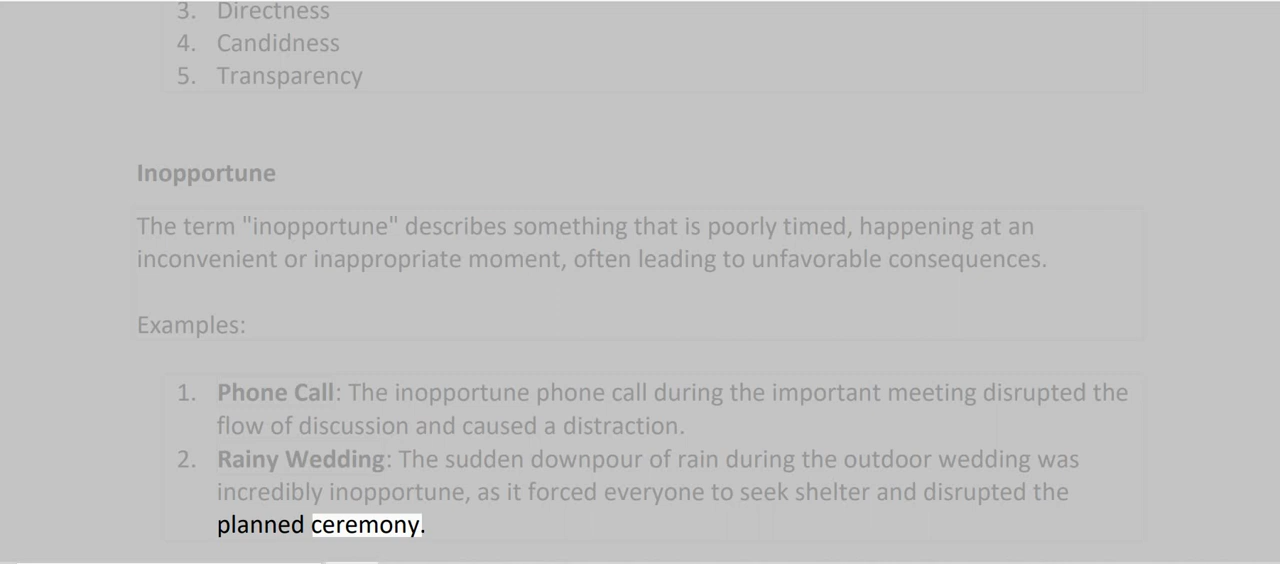 3. Directness
4. Candidness
5. Transparency
Inopportune
The term "inopportune" describes something that is poorly timed, happening at an
inconvenient or inappropriate moment, often leading to unfavorable consequences.
Examples:
1. Phone Call: The inopportune phone call during the important meeting disrupted the
flow of discussion and caused a distraction.
2. Rainy Wedding: The sudden downpour of rain during the outdoor wedding was
incredibly inopportune, as it forced everyone to seek shelter and disrupted the
planned ceremony.